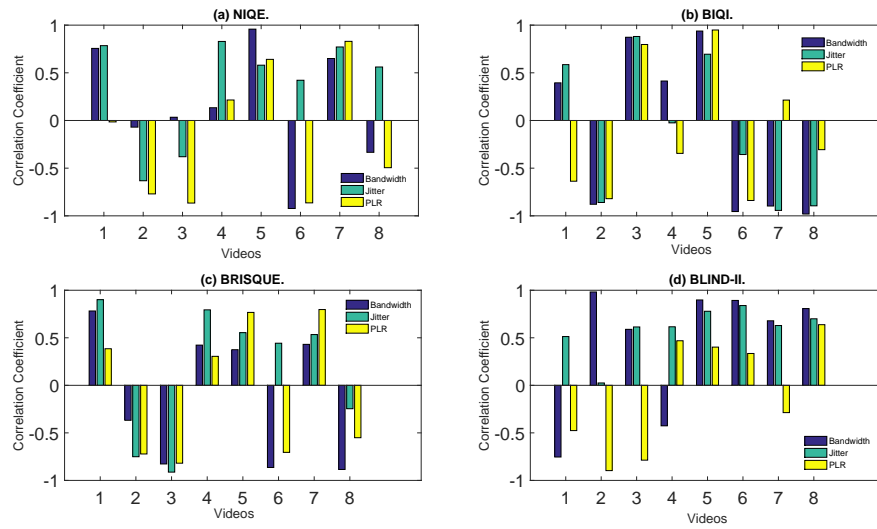 (a) NIQE.
1
0.5
0
-0.5
-1
Correlation Coefficient
Bandwidth
Jitter
PLR
1 2 3 4 5 6 7 8
Videos
(b) BIQI.
1
0.5
0
-0.5
-1
Correlation Coefficient
Bandwidth
Jitter
PLR
1 2 3 4 5 6 7 8
Videos
(c) BRISQUE.
1
0.5
0
-0.5
-1
Correlation Coefficient
Bandwidth
Jitter
PLR
1 2 3 4 5 6 7 8
Videos
(d) BLIND-II.
1
0.5
0
-0.5
-1
Correlation Coefficient
Bandwidth
Jitter
PLR
1 2 3 4 5 6 7 8
Videos